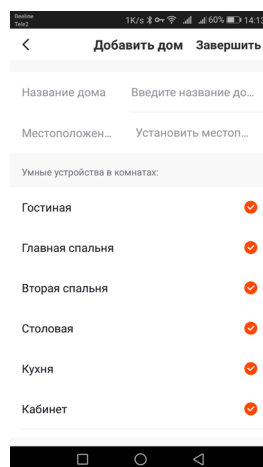 Beeline
Tele2
1K/s 60% 14:13
Добавить дом Завершить
Название дома Введите название до...
Местоположен... Установить местоп...
Умные устройства в комнатах:
Гостиная
Главная спальня
Вторая спальня
Столовая
Кухня
Кабинет